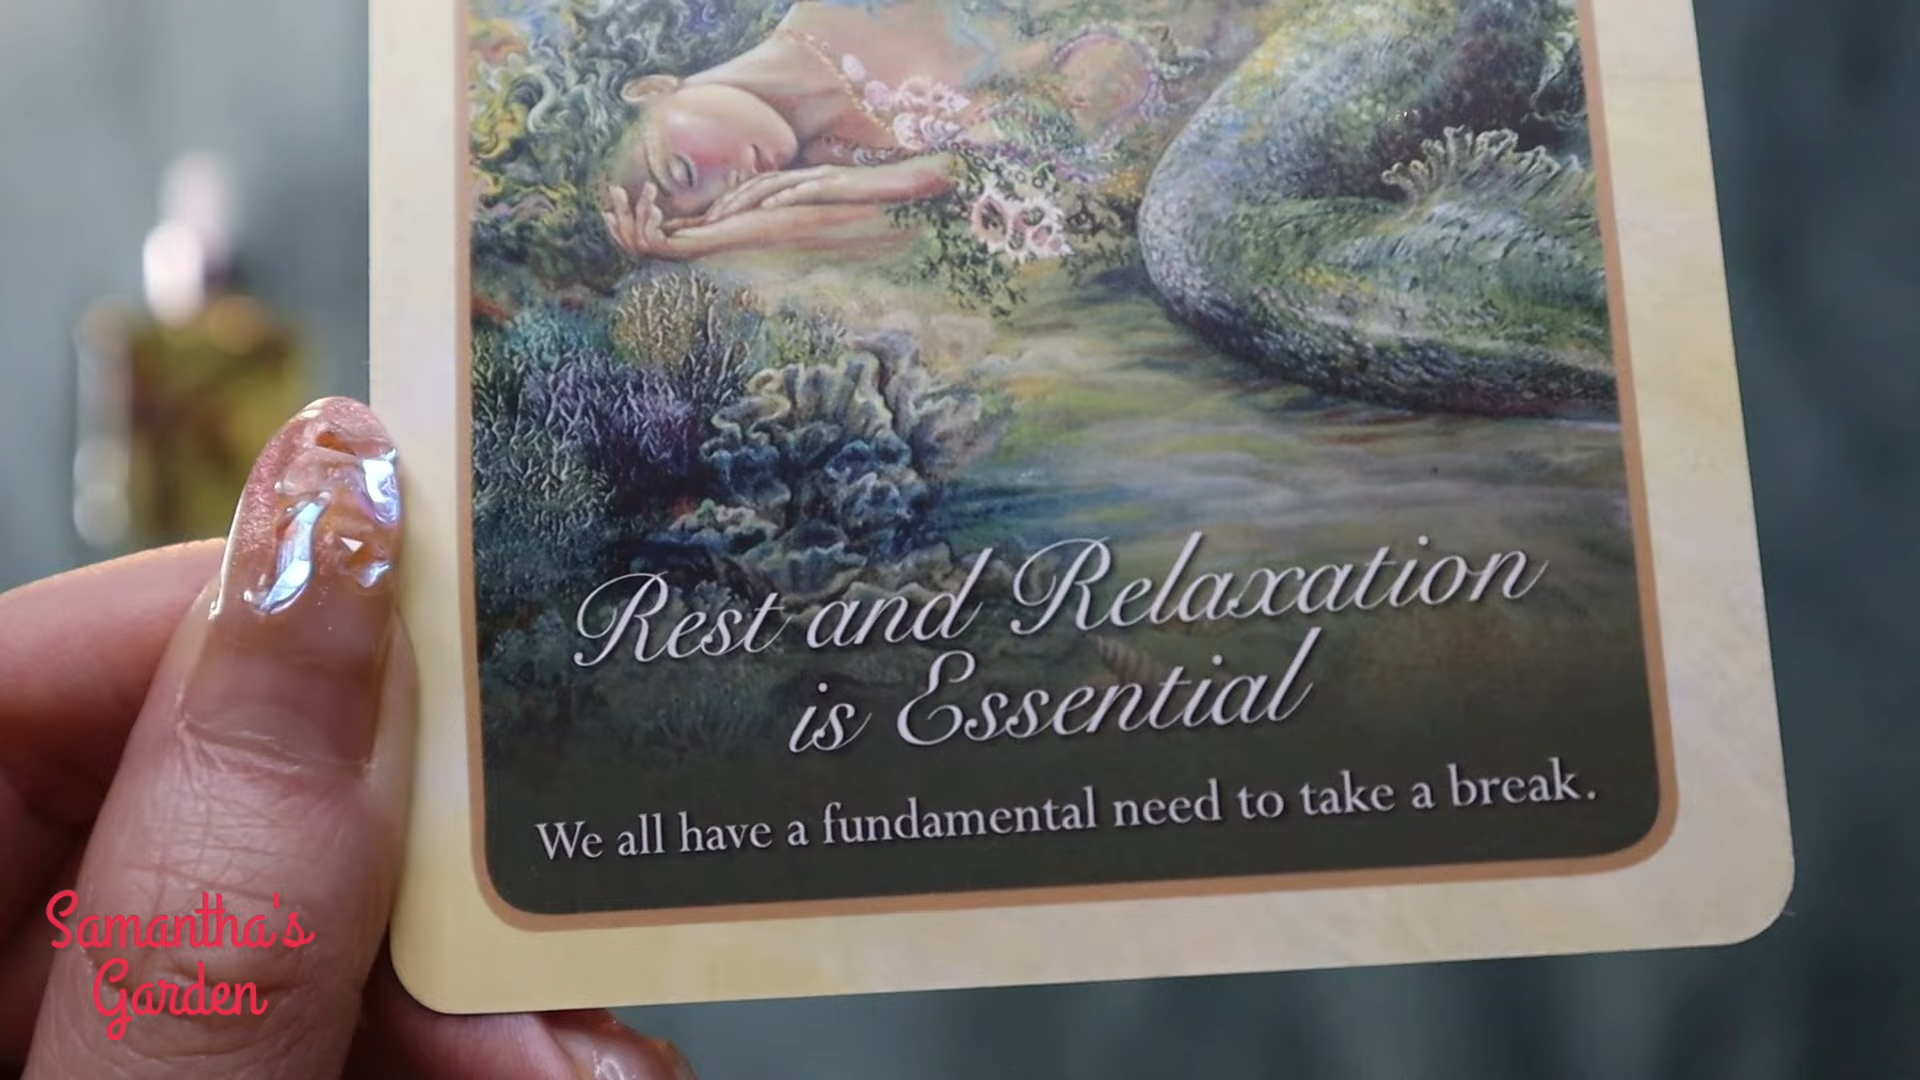 Rest and Relaxation
is Essential
We all have a fundamental need to take a break.
Samantha's
Garden